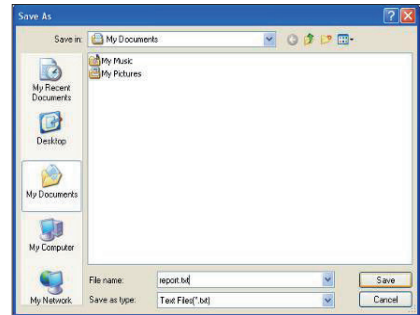 Save As
Save in: My Documents
My Music
My Pictures
My Recent
Documents
Desktop
My Documents
My Computer
My Network
File name: report.txt
Save as type: Text Files(*.txt)
Save
Cancel